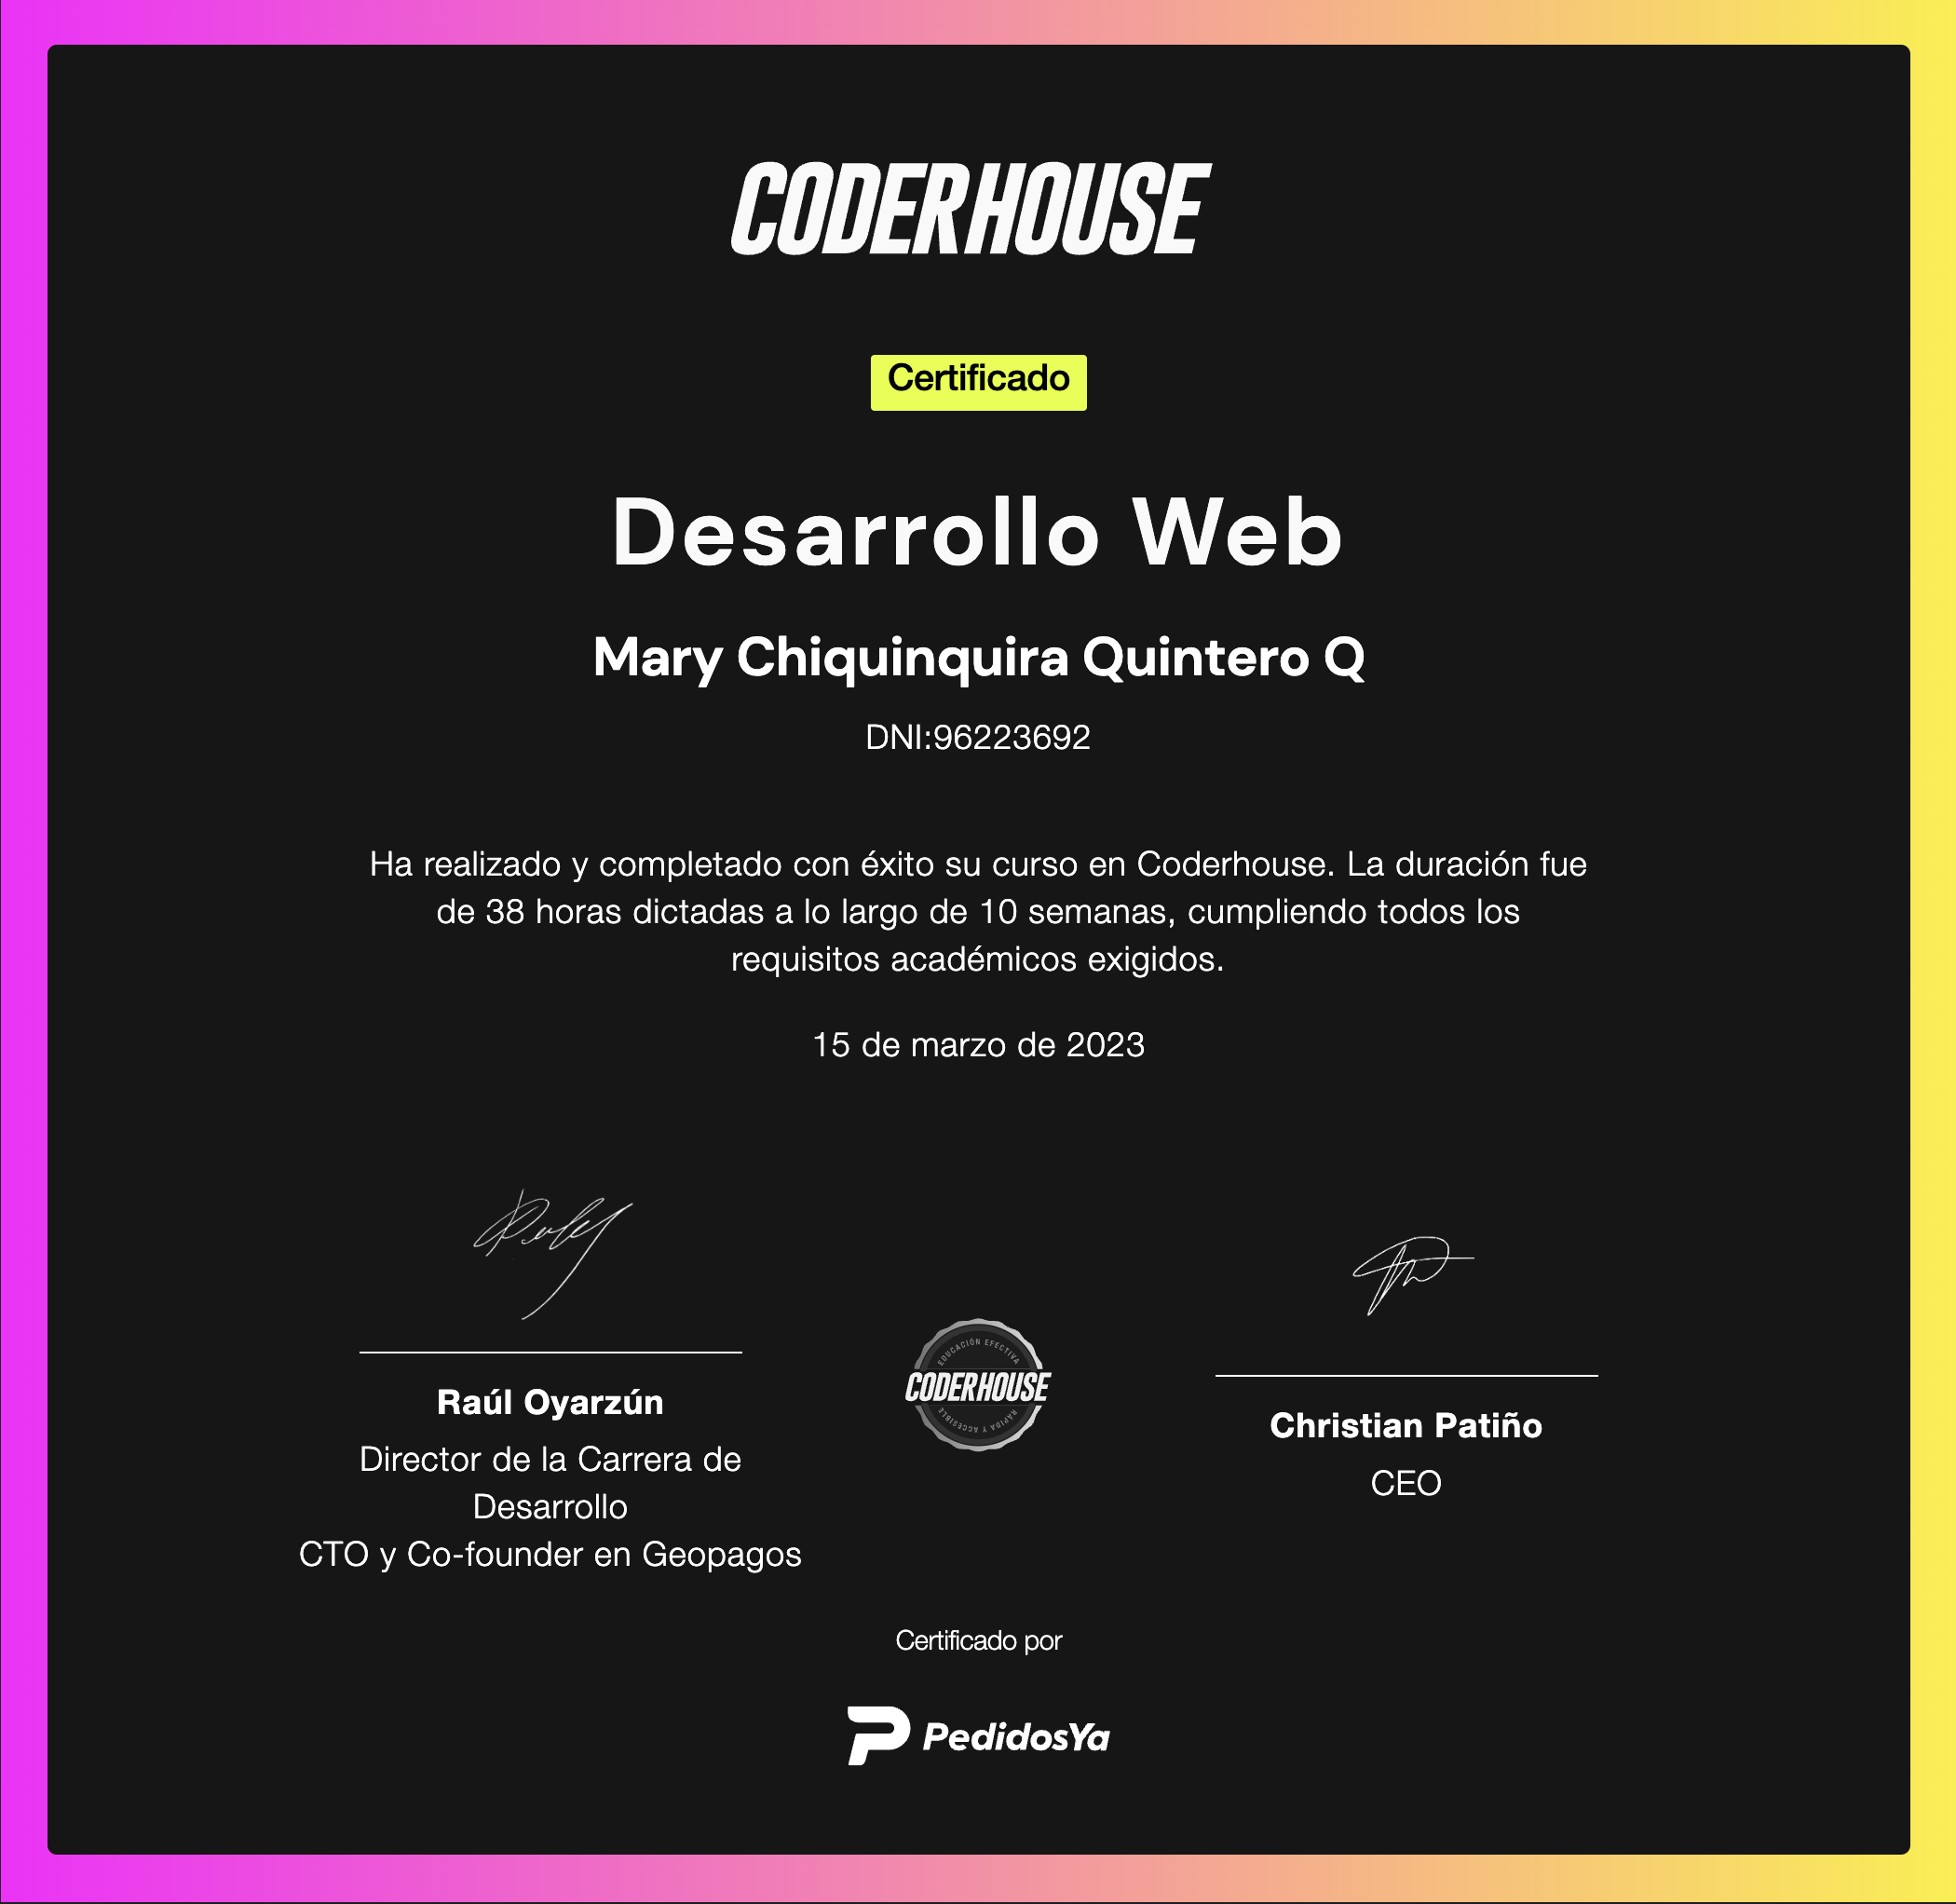 CODERHOUSE
Certificado
Desarrollo Web
Mary Chiquinquira Quintero Q
DNI:96223692
Ha realizado y completado con éxito su curso en Coderhouse. La duración fue
de 38 horas dictadas a lo largo de 10 semanas, cumpliendo todos los
requisitos académicos exigidos.
15 de marzo de 2023
Raúl Oyarzún
Director de la Carrera de
Desarrollo
CTO y Co-founder en Geopagos
EDUCACIÓN EFECTIVA
CODERHOUSE
RÁPIDA Y ACCESIBLE
Christian Patiño
CEO
Certificado por
PedidosYa